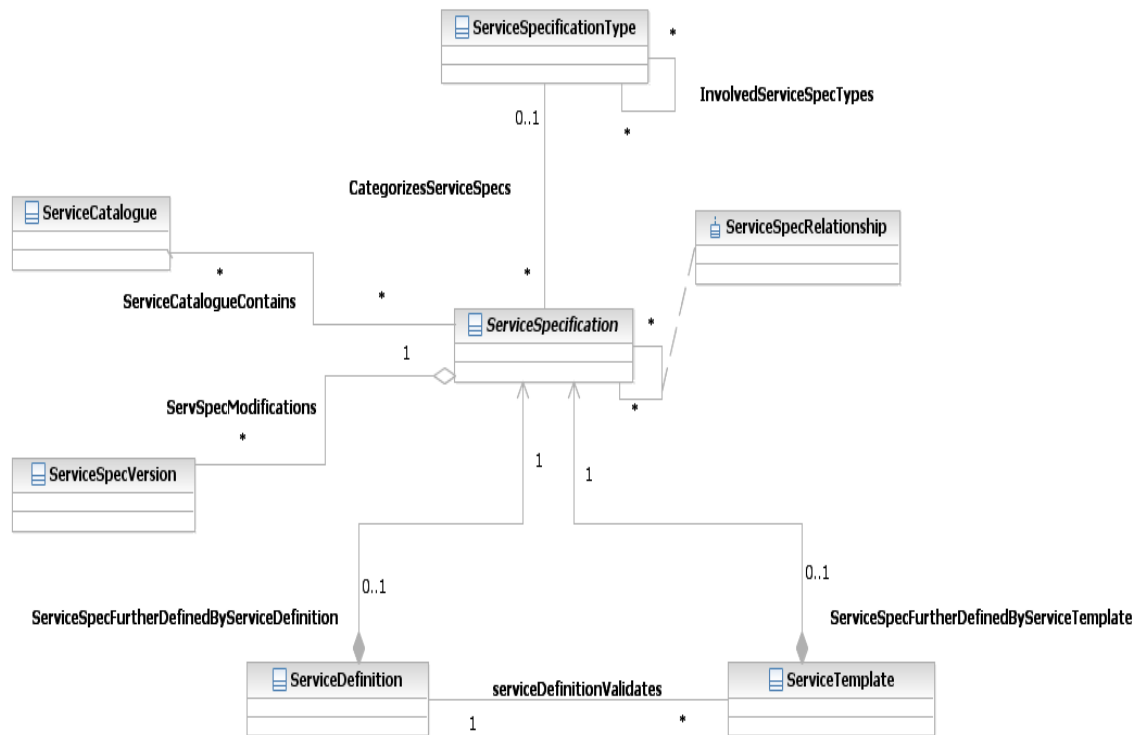 ServiceSpecificationType
*
InvolvedServiceSpecTypes
*
0..1
CategorizesServiceSpecs
ServiceCatalogue
ServiceSpecRelationship
*
*
ServiceCatalogueContains
*
ServiceSpecification
*
1
*
ServSpecModifications
*
ServiceSpecVersion
1
1
0..1
0..1
ServiceSpecFurtherDefinedByServiceDefinition
ServiceSpecFurtherDefinedByServiceTemplate
ServiceDefinition
serviceDefinitionValidates
ServiceTemplate
1
*